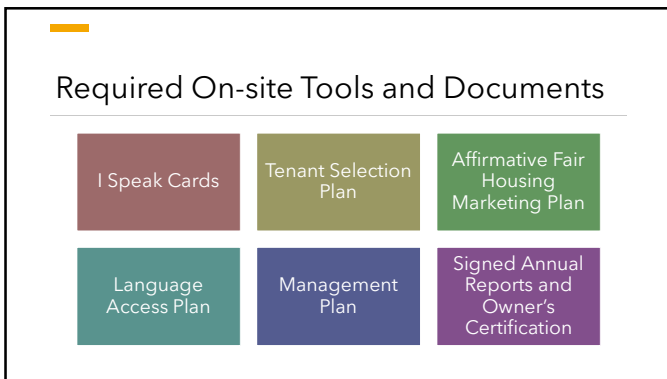 Required On-site Tools and Documents
I Speak Cards
Tenant Selection
Plan
Affirmative Fair
Housing
Marketing Plan
Language
Access Plan
Management
Plan
Signed Annual
Reports and
Owner's
Certification